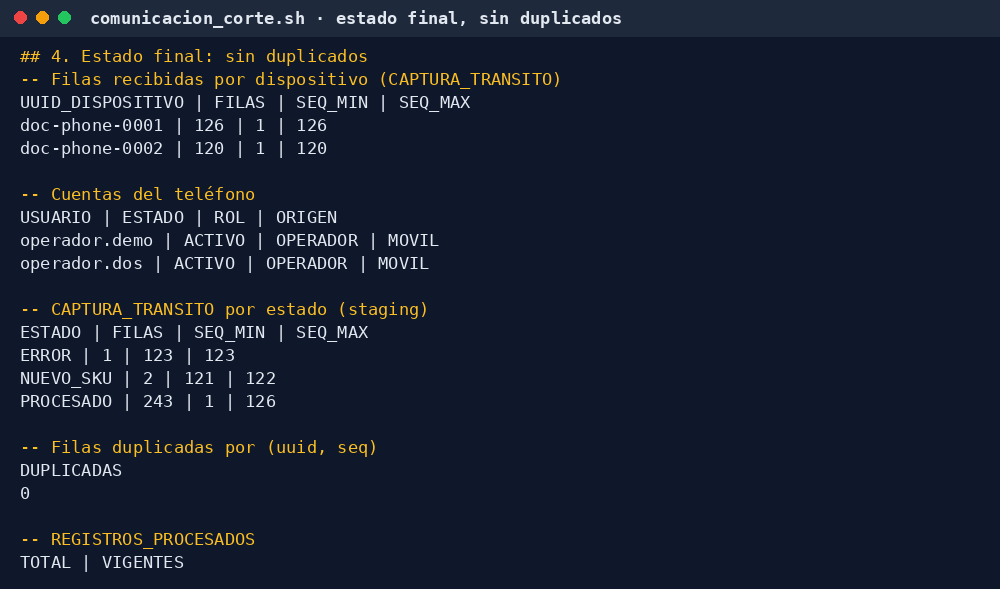 comunicacion_corte.sh · estado final, sin duplicados
## 4. Estado final: sin duplicados
-- Filas recibidas por dispositivo (CAPTURA_TRANSITO)
UUID_DISPOSITIVO | FILAS | SEQ_MIN | SEQ_MAX
doc-phone-0001 | 126 | 1 | 126
doc-phone-0002 | 120 | 1 | 120
-- Cuentas del teléfono
USUARIO | ESTADO | ROL | ORIGEN
operador.demo | ACTIVO | OPERADOR | MOVIL
operador.dos | ACTIVO | OPERADOR | MOVIL
-- CAPTURA_TRANSITO por estado (staging)
ESTADO | FILAS | SEQ_MIN | SEQ_MAX
ERROR | 1 | 123 | 123
NUEVO_SKU | 2 | 121 | 122
PROCESADO | 243 | 1 | 126
-- Filas duplicadas por (uuid, seq)
DUPLICADAS
0
-- REGISTROS_PROCESADOS
TOTAL | VIGENTES